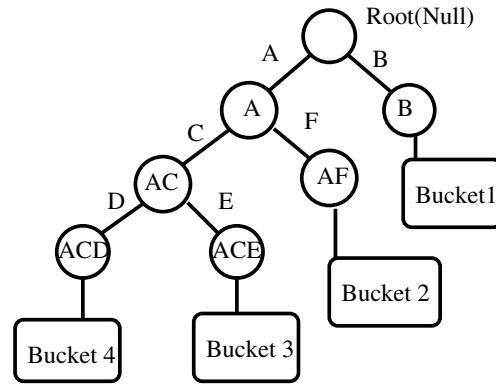 Root(Null)
A
B
A
B
C
F
AC
AF
Bucket1
D
E
ACD
ACE
Bucket 2
Bucket 4
Bucket 3